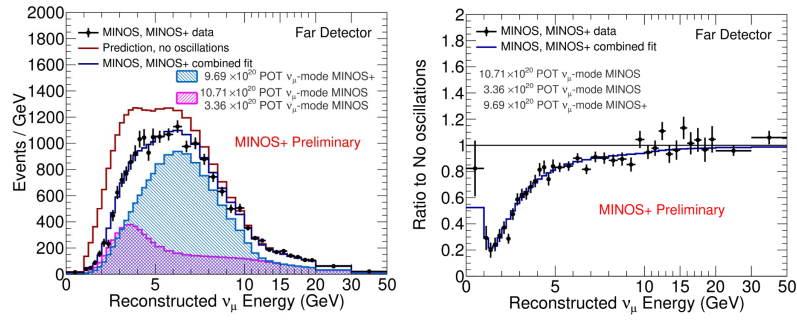 2000
1800
1600
1400
1200
1000
800
600
400
200
0
Events / GeV
MINOS, MINOS+ data
Far Detector
Prediction, no oscillations
MINOS, MINOS+ combined fit
9.69 ×10²⁰ POT νμ-mode MINOS+
10.71 ×10²⁰ POT νμ-mode MINOS
3.36 ×10²⁰ POT ν̅μ-mode MINOS
MINOS+ Preliminary
0 5 10 15 20 30 50
Reconstructed νμ Energy (GeV)
2
1.8
1.6
1.4
1.2
1
0.8
0.6
0.4
0.2
0
Ratio to No oscillations
MINOS, MINOS+ data
Far Detector
MINOS, MINOS+ combined fit
10.71 ×10²⁰ POT νμ-mode MINOS
3.36 ×10²⁰ POT ν̅μ-mode MINOS
9.69 ×10²⁰ POT νμ-mode MINOS+
MINOS+ Preliminary
0 5 10 15 20 30 50
Reconstructed νμ Energy (GeV)